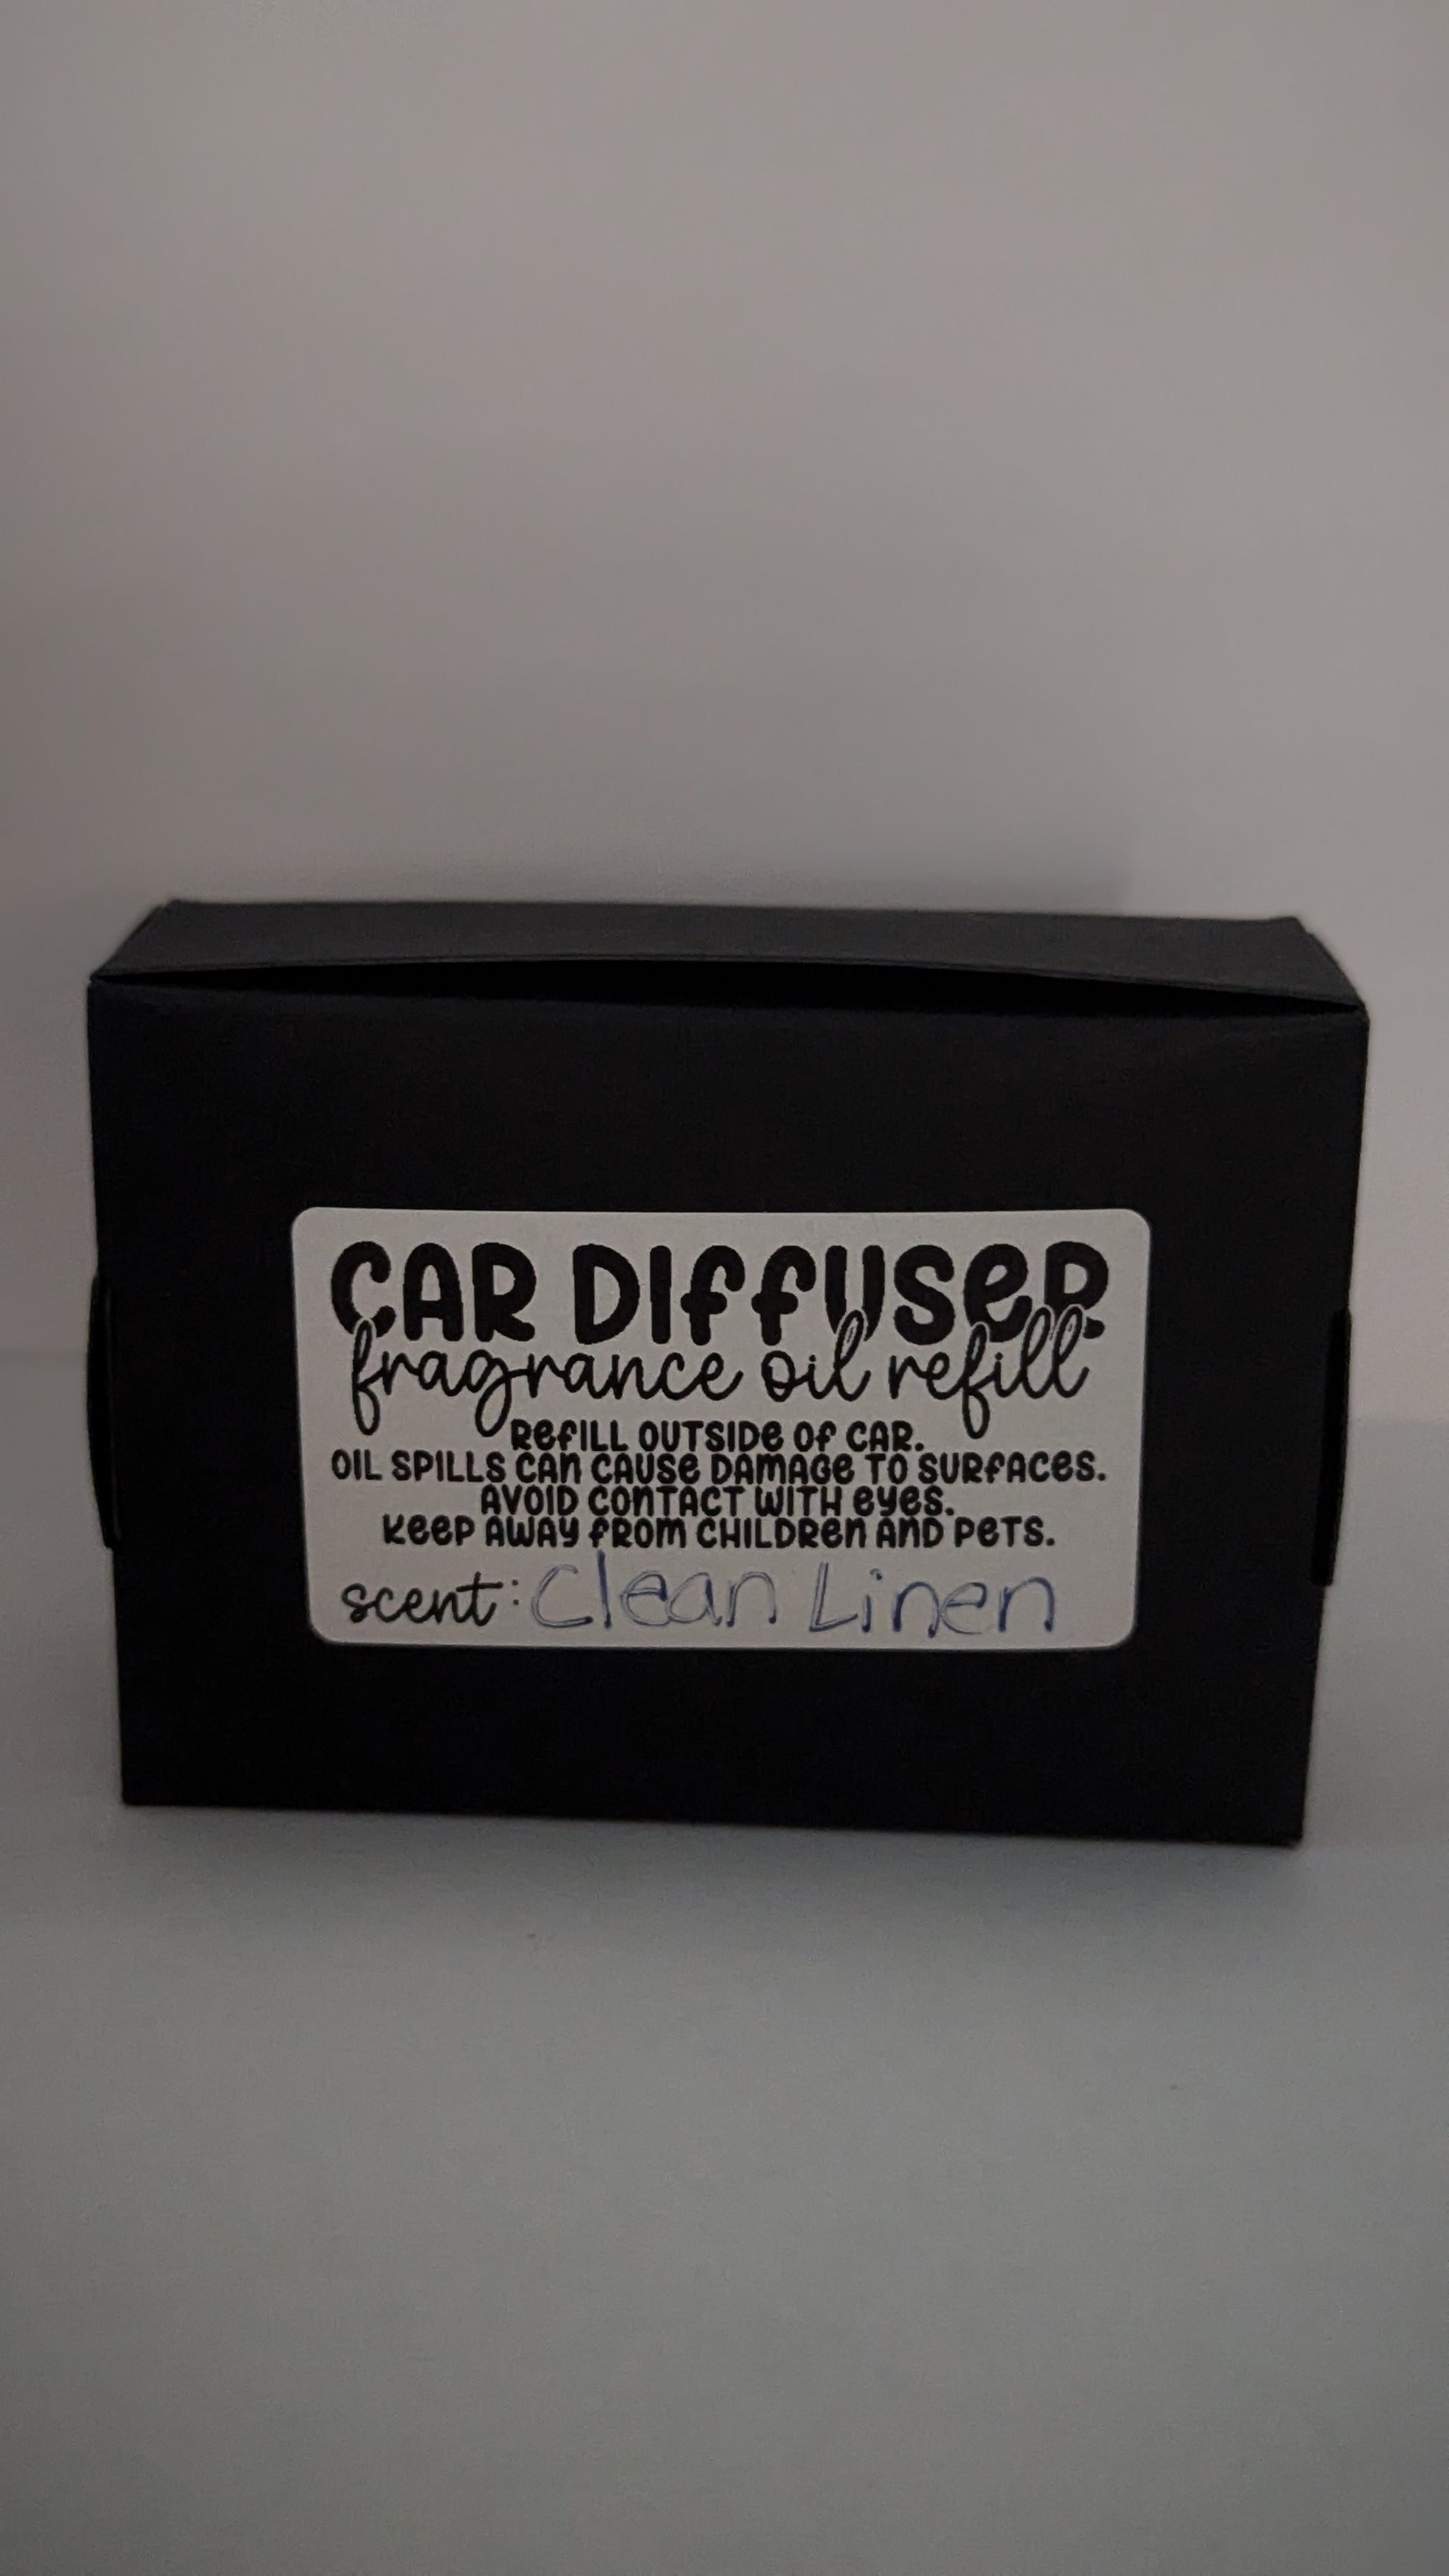 CAR DIffUSeR
fragrance oil refill
RefILL OUTSIDe Of CAR.
OIL SPILLS CAn CAUSe DAmAGe TO SURfACeS.
AVOID COnTACT WITH eyes.
KeeP AWAy fROm CHILDRen AnD PeTS.
scent: Clean Linen